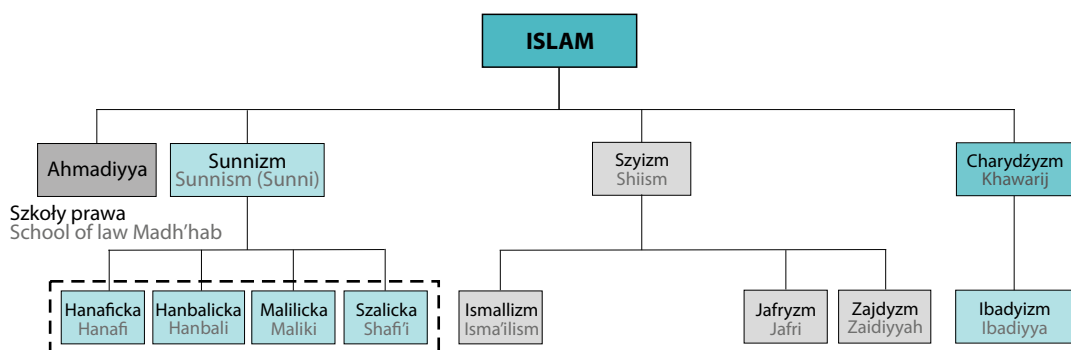 ISLAM
Ahmadiyya
Sunnizm
Sunnism (Sunni)
Szyizm
Shiism
Charydźyzm
Khawarij
Szkoły prawa
School of law Madh'hab
Hanaficka
Hanafi
Hanbalicka
Hanbali
Malilicka
Maliki
Szalicka
Shafi'i
Ismallizm
Isma'ilism
Jafryzm
Jafri
Zajdyzm
Zaidiyyah
Ibadyizm
Ibadiyya